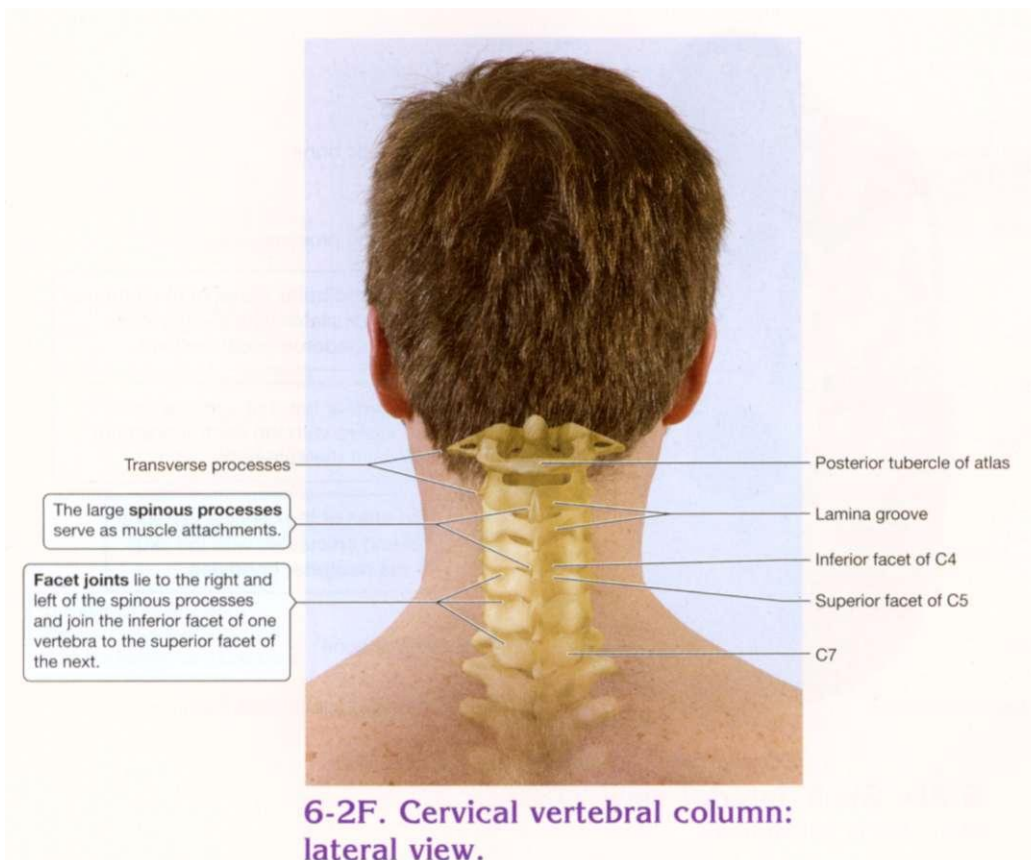 Transverse processes
The large spinous processes
serve as muscle attachments.
Facet joints lie to the right and
left of the spinous processes
and join the inferior facet of one
vertebra to the superior facet of
the next.
Posterior tubercle of atlas
Lamina groove
Inferior facet of C4
Superior facet of C5
C7
6-2F. Cervical vertebral column:
lateral view.